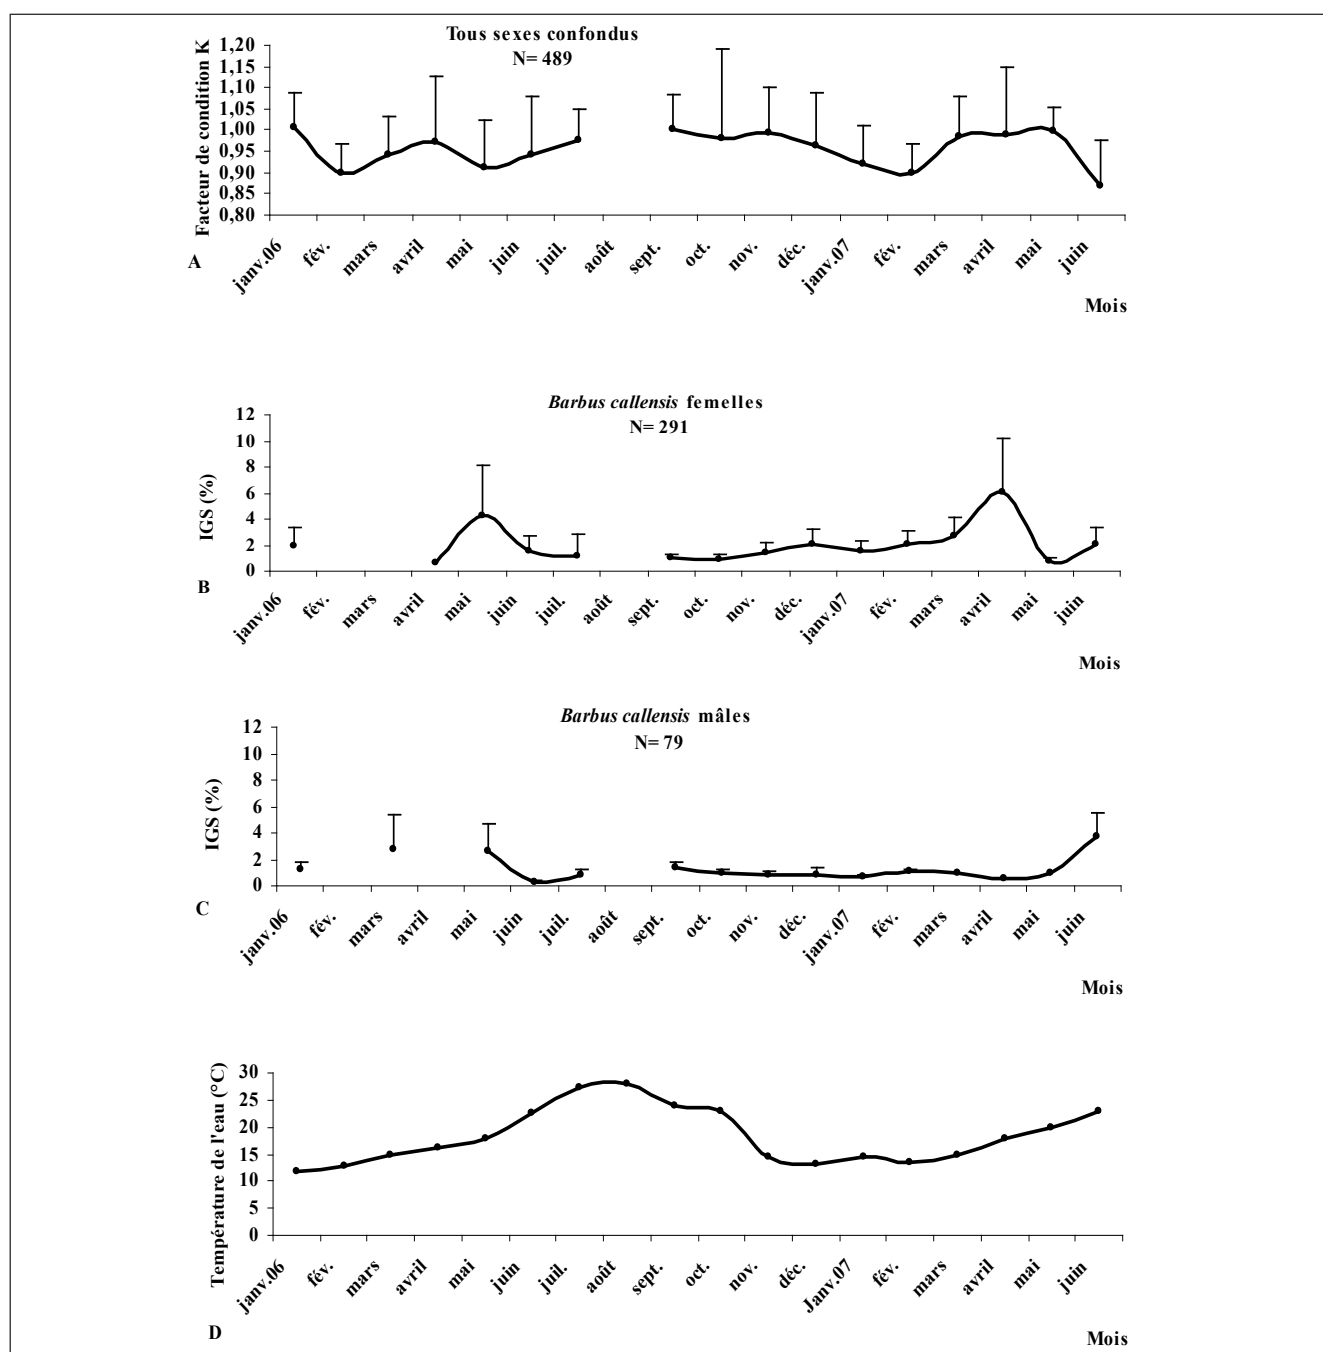 Tous sexes confondus
N= 489
Facteur de condition K
1,20
1,15
1,10
1,05
1,00
0,95
0,90
0,85
0,80
janv.06 fév. mars avril mai juin juil. août sept. oct. nov. déc. janv.07 fév. mars avril mai juin
A
Mois
Barbus callensis femelles
N= 291
IGS (%)
12
10
8
6
4
2
0
janv.06 fév. mars avril mai juin juil. août sept. oct. nov. déc. janv.07 fév. mars avril mai juin
B
Mois
Barbus callensis mâles
N= 79
IGS (%)
12
10
8
6
4
2
0
janv.06 fév. mars avril mai juin juil. août sept. oct. nov. déc. janv.07 fév. mars avril mai juin
C
Mois
Température de l'eau (°C)
30
25
20
15
10
5
0
janv.06 fév. mars avril mai juin juil. août sept. oct. nov. déc. Janv.07 fév. mars avril mai juin
D
Mois